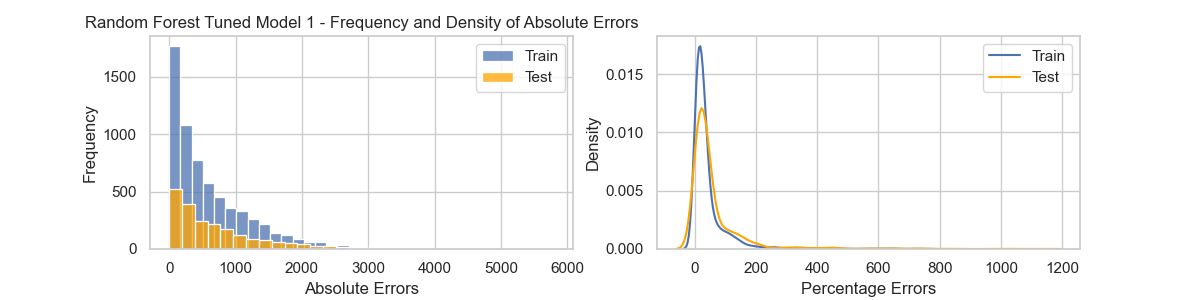 Random Forest Tuned Model 1 - Frequency and Density of Absolute Errors
Frequency
1500
1000
500
0
Train
Test
0 1000 2000 3000 4000 5000 6000
Absolute Errors
Density
0.015
0.010
0.005
0.000
Train
Test
0 200 400 600 800 1000 1200
Percentage Errors